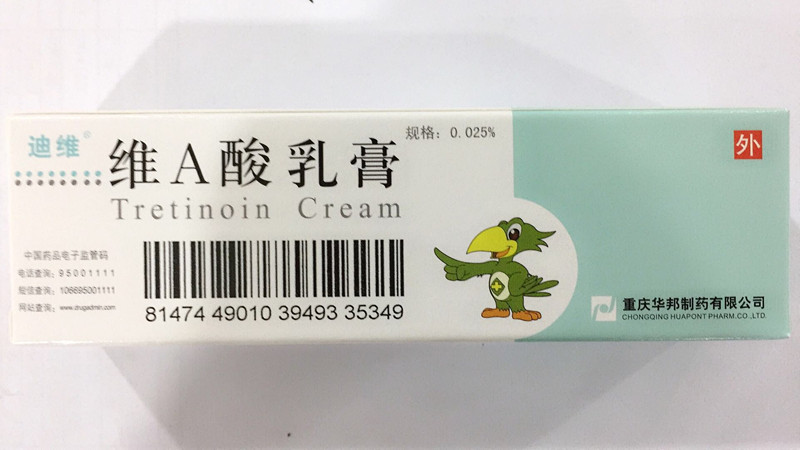 迪维®
维A酸乳膏
规格：0.025%
外
Tretinoin Cream
中国药品电子监管码
电话查询：95001111
短信查询：106695001111
网站查询：www.drugadmin.com
81474 49010 39493 35349
重庆华邦制药有限公司
CHONGQING HUAPONT PHARM.CO.,LTD.